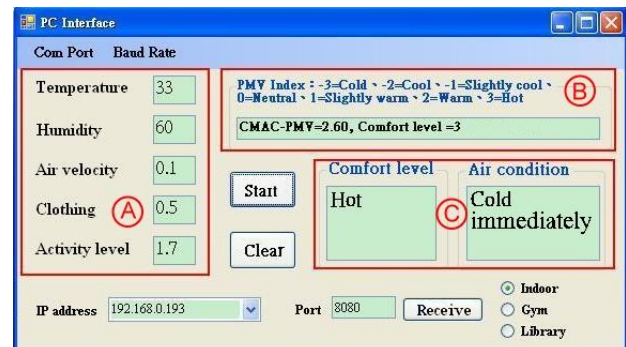 PC Interface
Com Port Baud Rate
Temperature 33
Humidity 60
Air velocity 0.1
Clothing 0.5
Activity level 1.7
A
PMV Index：-3=Cold、-2=Cool、-1=Slightly cool、
0=Neutral、1=Slightly warm、2=Warm、3=Hot
CMAC-PMV=2.60, Comfort level =3
B
Start
Clear
Comfort level
Hot
Air condition
Cold
immediately
C
IP address 192.168.0.193
Port 8080 Receive
Indoor
Gym
Library